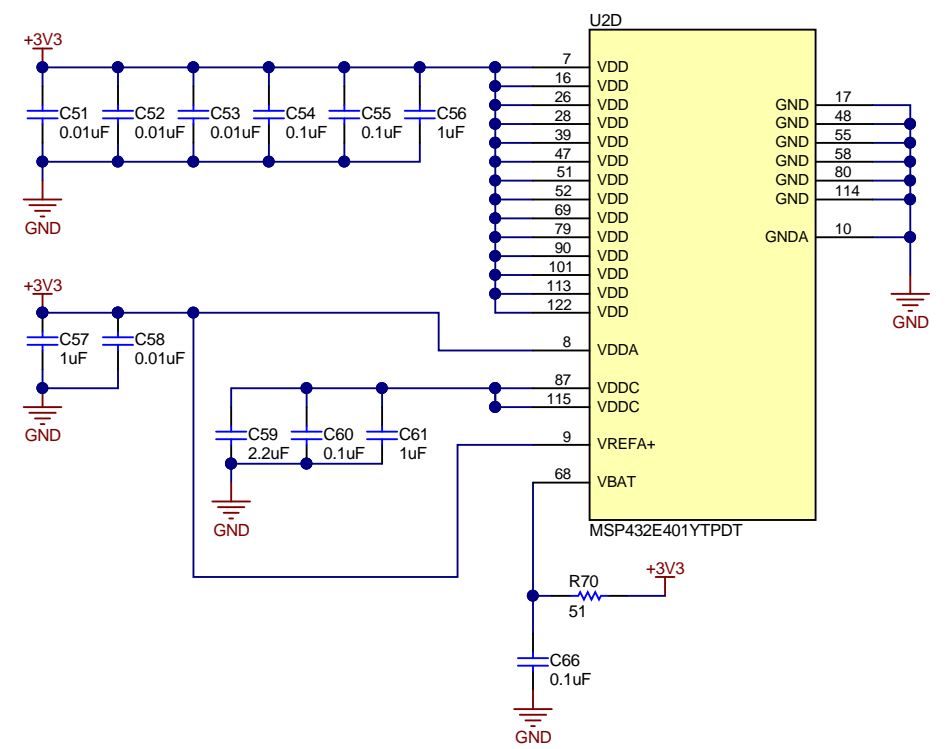 U2D
+3V3
C51
0.01uF
C52
0.01uF
C53
0.01uF
C54
0.1uF
C55
0.1uF
C56
1uF
GND
7 VDD
16 VDD
26 VDD
28 VDD
39 VDD
47 VDD
51 VDD
52 VDD
69 VDD
79 VDD
90 VDD
101 VDD
113 VDD
122 VDD
8 VDDA
87 VDDC
115 VDDC
9 VREFA+
68 VBAT
GND 17
GND 48
GND 55
GND 58
GND 80
GND 114
GNDA 10
GND
+3V3
C57
1uF
C58
0.01uF
GND
C59
2.2uF
C60
0.1uF
C61
1uF
GND
MSP432E401YTPDT
R70
51
+3V3
C66
0.1uF
GND